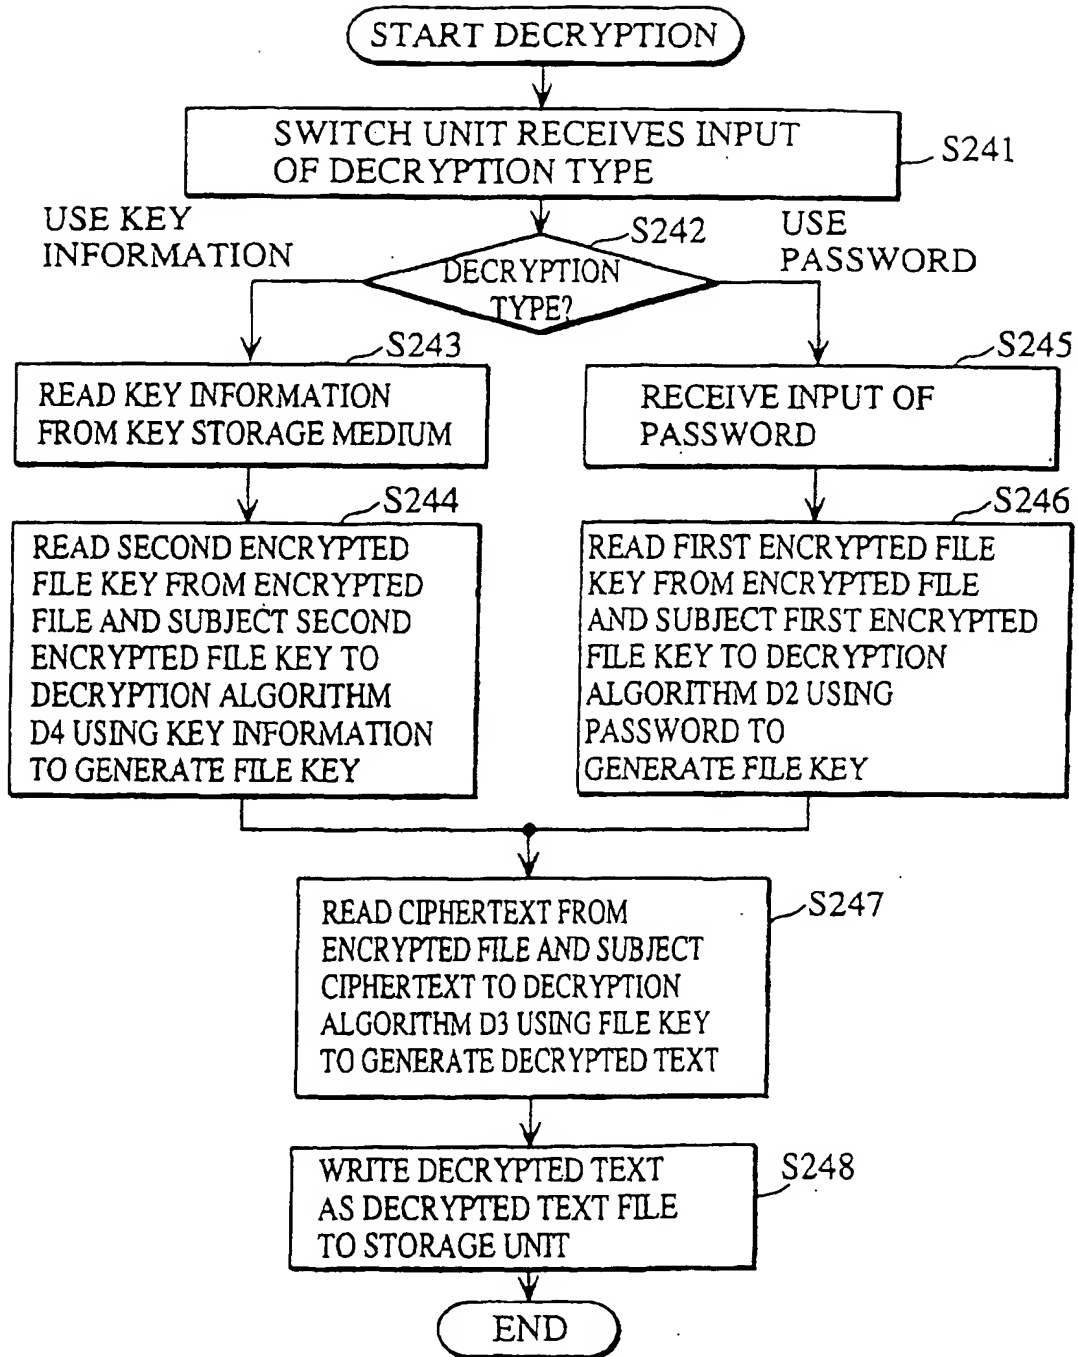 START DECRYPTION
SWITCH UNIT RECEIVES INPUT
OF DECRYPTION TYPE
S241
USE KEY
INFORMATION
S242
DECRYPTION
TYPE?
USE
PASSWORD
S243
READ KEY INFORMATION
FROM KEY STORAGE MEDIUM
S245
RECEIVE INPUT OF
PASSWORD
S244
READ SECOND ENCRYPTED
FILE KEY FROM ENCRYPTED
FILE AND SUBJECT SECOND
ENCRYPTED FILE KEY TO
DECRYPTION ALGORITHM
D4 USING KEY INFORMATION
TO GENERATE FILE KEY
S246
READ FIRST ENCRYPTED FILE
KEY FROM ENCRYPTED FILE
AND SUBJECT FIRST ENCRYPTED
FILE KEY TO DECRYPTION
ALGORITHM D2 USING
PASSWORD TO
GENERATE FILE KEY
S247
READ CIPHERTEXT FROM
ENCRYPTED FILE AND SUBJECT
CIPHERTEXT TO DECRYPTION
ALGORITHM D3 USING FILE KEY
TO GENERATE DECRYPTED TEXT
S248
WRITE DECRYPTED TEXT
AS DECRYPTED TEXT FILE
TO STORAGE UNIT
END